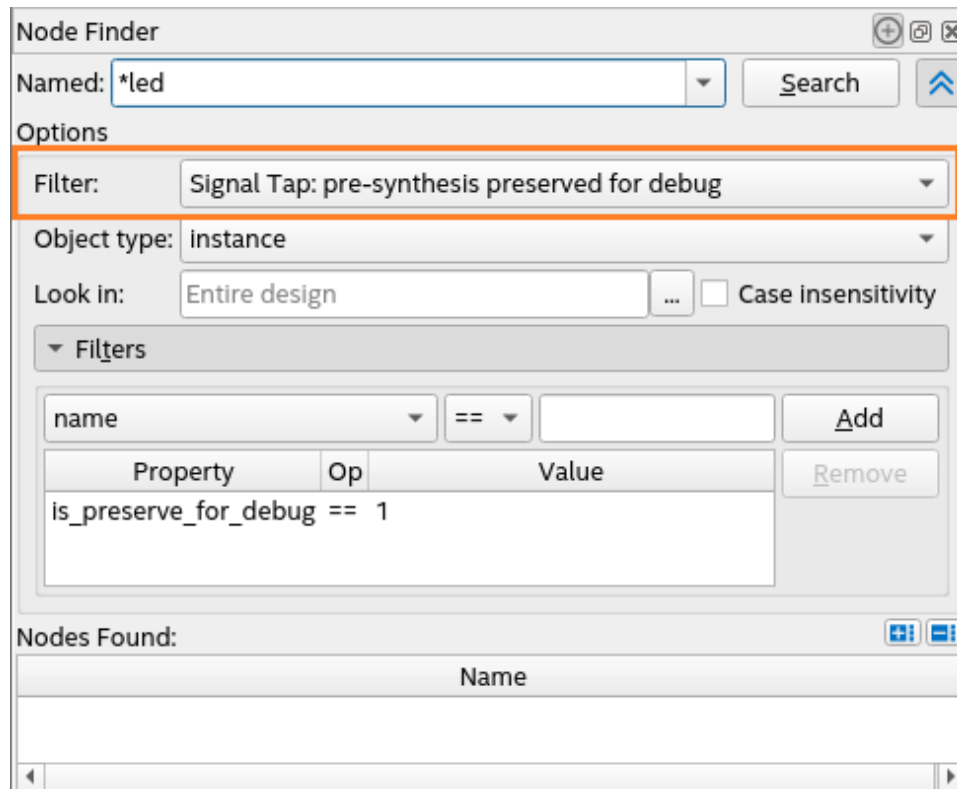 Node Finder
Named: *led Search
Options
Filter: Signal Tap: pre-synthesis preserved for debug
Object type: instance
Look in: Entire design ... Case insensitivity
Filters
name == Add
Property Op Value Remove
is_preserve_for_debug == 1
Nodes Found:
Name